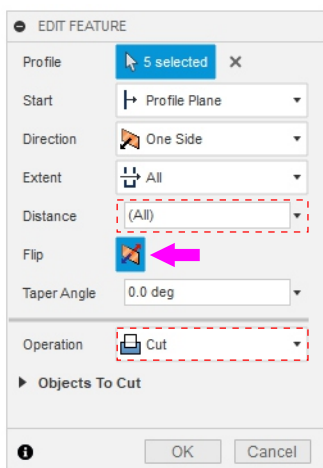 EDIT FEATURE
Profile 5 selected
Start Profile Plane
Direction One Side
Extent All
Distance (All)
Flip
Taper Angle 0.0 deg
Operation Cut
Objects To Cut
OK Cancel